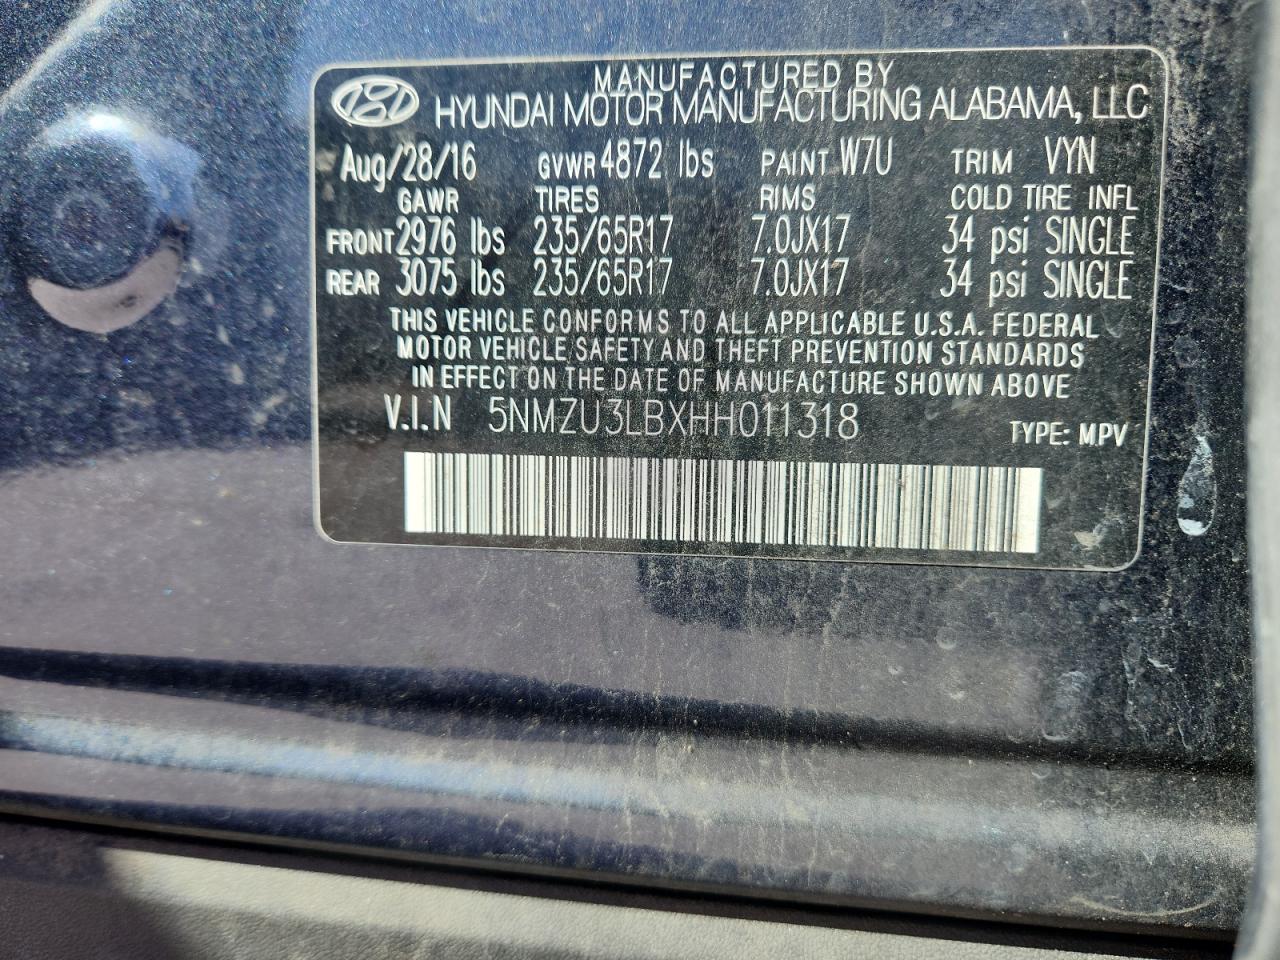 MANUFACTURED BY
HYUNDAI MOTOR MANUFACTURING ALABAMA, LLC
Aug/28/16 GVWR 4872 lbs PAINT W7U TRIM VYN
GAWR TIRES RIMS COLD TIRE INFL
FRONT 2976 lbs 235/65R17 7.0JX17 34 psi SINGLE
REAR 3075 lbs 235/65R17 7.0JX17 34 psi SINGLE
THIS VEHICLE CONFORMS TO ALL APPLICABLE U.S.A. FEDERAL
MOTOR VEHICLE SAFETY AND THEFT PREVENTION STANDARDS
IN EFFECT ON THE DATE OF MANUFACTURE SHOWN ABOVE
V.I.N 5NMZU3LBXHH011318
TYPE: MPV